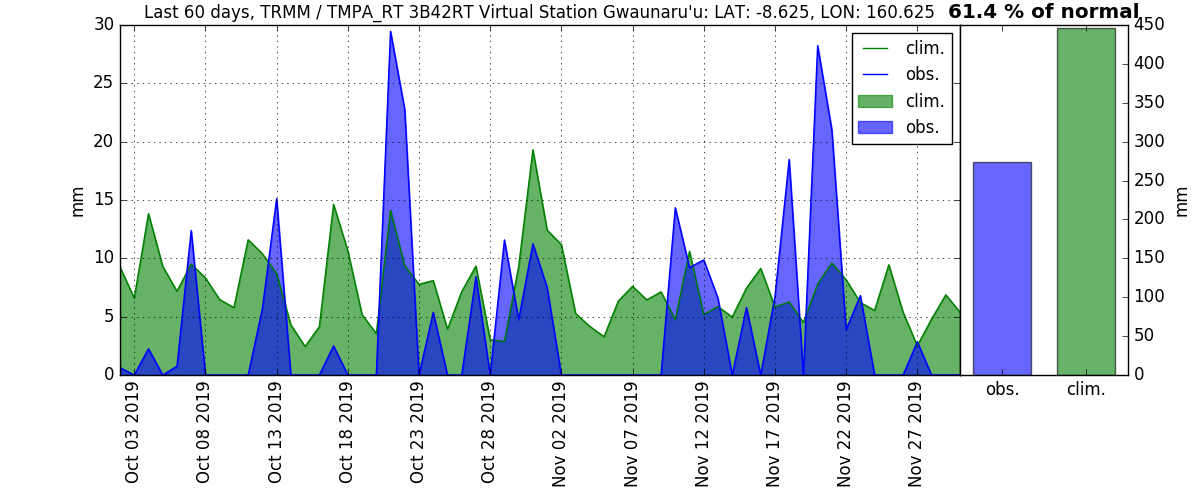 Last 60 days, TRMM / TMPA_RT 3B42RT Virtual Station Gwaunaru'u: LAT: -8.625, LON: 160.625 61.4 % of normal
30
25
20
15
10
5
0
mm
clim.
obs.
clim.
obs.
450
400
350
300
250
200
150
100
50
0
mm
obs.
clim.
Oct 03 2019
Oct 08 2019
Oct 13 2019
Oct 18 2019
Oct 23 2019
Oct 28 2019
Nov 02 2019
Nov 07 2019
Nov 12 2019
Nov 17 2019
Nov 22 2019
Nov 27 2019